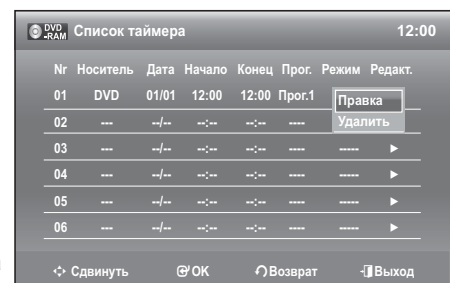 DVD -RAM Список таймера 12:00
Nr Носитель Дата Начало Конец Прог. Режим Редакт.
01 DVD 01/01 12:00 12:00 Прог.1 Правка
02 --- --/-- --:-- --:-- ---- Удалить
03 --- --/-- --:-- --:-- ---- ----- ►
04 --- --/-- --:-- --:-- ---- ----- ►
05 --- --/-- --:-- --:-- ---- ----- ►
06 --- --/-- --:-- --:-- ---- ----- ►
Сдвинуть OK Возврат Выход